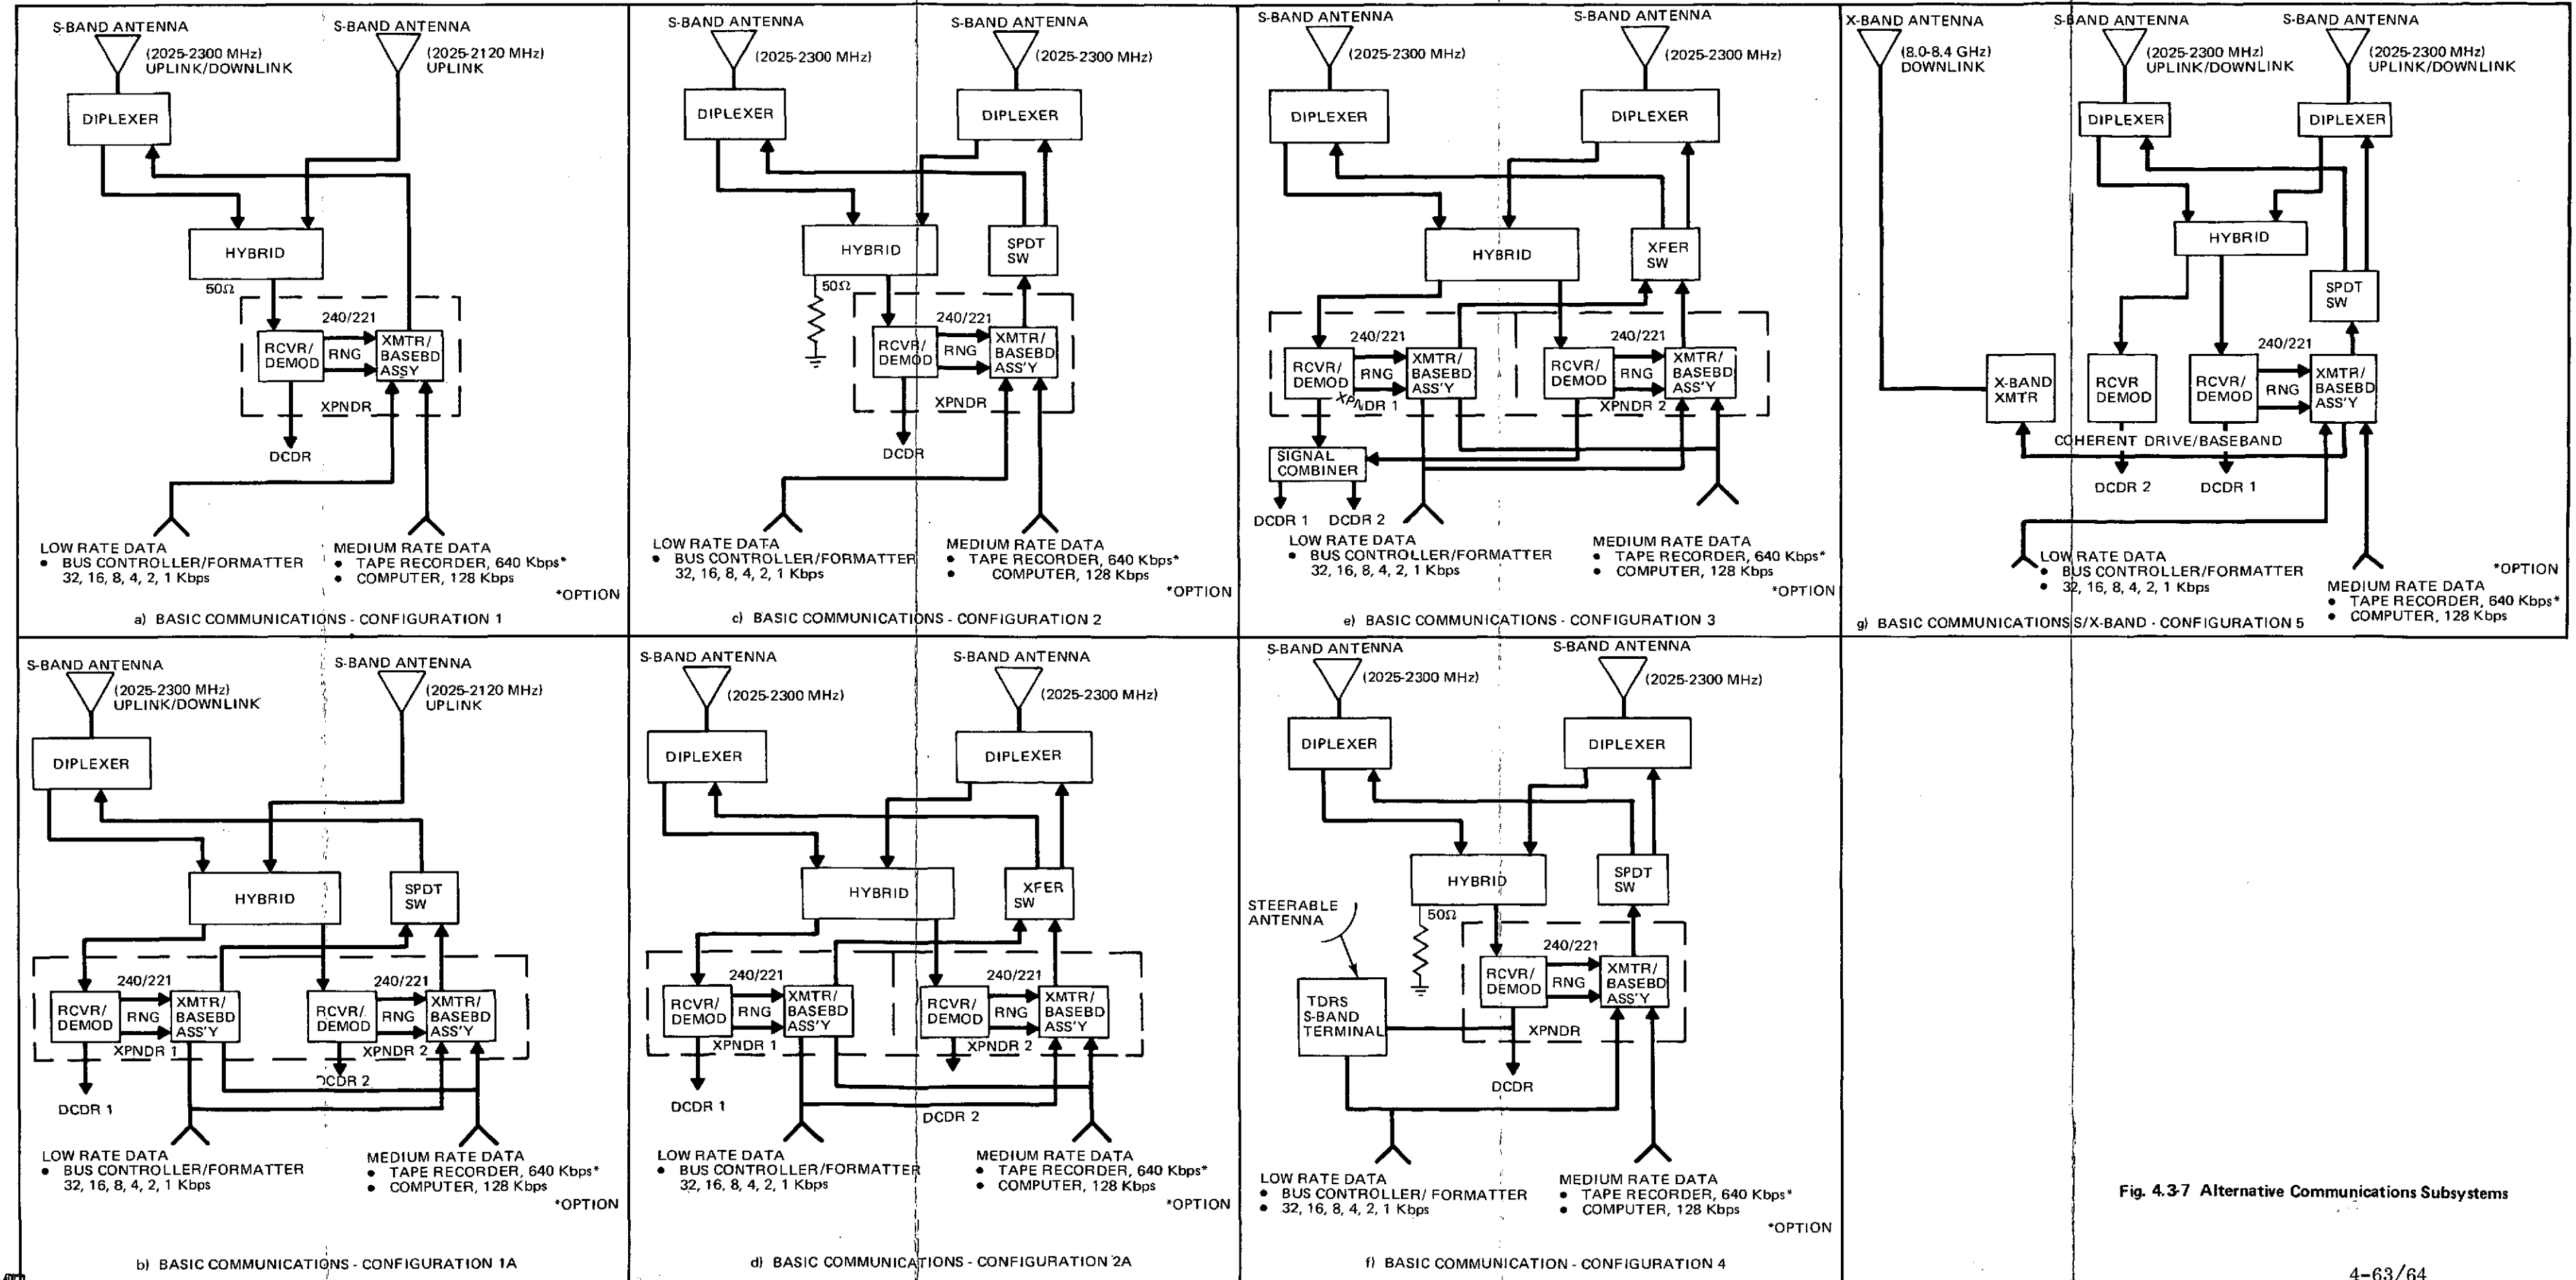 S-BAND ANTENNA
(2025-2300 MHz)
UPLINK/DOWNLINK
S-BAND ANTENNA
(2025-2120 MHz)
UPLINK
DIPLEXER
HYBRID
50Ω
240/221
RCVR/
DEMOD
RNG
XMTR/
BASEBD
ASSY
XPNDR
DCDR
LOW RATE DATA
• BUS CONTROLLER/FORMATTER
32, 16, 8, 4, 2, 1 Kbps
MEDIUM RATE DATA
• TAPE RECORDER, 640 Kbps*
• COMPUTER, 128 Kbps
*OPTION
a) BASIC COMMUNICATIONS - CONFIGURATION 1
S-BAND ANTENNA
(2025-2300 MHz)
S-BAND ANTENNA
(2025-2300 MHz)
DIPLEXER
DIPLEXER
HYBRID
SPDT
SW
50Ω
240/221
RCVR/
DEMOD
RNG
XMTR/
BASEBD
ASS'Y
XPNDR
DCDR
LOW RATE DATA
• BUS CONTROLLER/FORMATTER
32, 16, 8, 4, 2, 1 Kbps
MEDIUM RATE DATA
• TAPE RECORDER, 640 Kbps*
• COMPUTER, 128 Kbps
*OPTION
c) BASIC COMMUNICATIONS - CONFIGURATION 2
S-BAND ANTENNA
(2025-2300 MHz)
S-BAND ANTENNA
(2025-2300 MHz)
DIPLEXER
DIPLEXER
HYBRID
XFER
SW
240/221
RCVR/
DEMOD
RNG
XMTR/
BASEBD
ASS'Y
XPNDR 1
240/221
RCVR/
DEMOD
RNG
XMTR/
BASEBD
ASS'Y
XPNDR 2
SIGNAL
COMBINER
DCDR 1
DCDR 2
LOW RATE DATA
• BUS CONTROLLER/FORMATTER
32, 16, 8, 4, 2, 1 Kbps
MEDIUM RATE DATA
• TAPE RECORDER, 640 Kbps*
• COMPUTER, 128 Kbps
*OPTION
e) BASIC COMMUNICATIONS - CONFIGURATION 3
X-BAND ANTENNA
(8.0-8.4 GHz)
DOWNLINK
S-BAND ANTENNA
(2025-2300 MHz)
UPLINK/DOWNLINK
S-BAND ANTENNA
(2025-2300 MHz)
UPLINK/DOWNLINK
DIPLEXER
DIPLEXER
HYBRID
SPDT
SW
X-BAND
XMTR
RCVR
DEMOD
RCVR/
DEMOD
240/221
RNG
XMTR/
BASEBD
ASS'Y
COHERENT DRIVE/BASEBAND
DCDR 2
DCDR 1
LOW RATE DATA
• BUS CONTROLLER/FORMATTER
• 32, 16, 8, 4, 2, 1 Kbps
*OPTION
MEDIUM RATE DATA
• TAPE RECORDER, 640 Kbps*
• COMPUTER, 128 Kbps
g) BASIC COMMUNICATIONS S/X-BAND - CONFIGURATION 5
S-BAND ANTENNA
(2025-2300 MHz)
UPLINK/DOWNLINK
S-BAND ANTENNA
(2025-2120 MHz)
UPLINK
DIPLEXER
HYBRID
SPDT
SW
240/221
RCVR/
DEMOD
RNG
XMTR/
BASEBD
ASS'Y
XPNDR 1
240/221
RCVR/
DEMOD
RNG
XMTR/
BASEBD
ASS'Y
XPNDR 2
DCDR 2
DCDR 1
LOW RATE DATA
• BUS CONTROLLER/FORMATTER
32, 16, 8, 4, 2, 1 Kbps
MEDIUM RATE DATA
• TAPE RECORDER, 640 Kbps*
• COMPUTER, 128 Kbps
*OPTION
b) BASIC COMMUNICATIONS - CONFIGURATION 1A
S-BAND ANTENNA
(2025-2300 MHz)
S-BAND ANTENNA
(2025-2300 MHz)
DIPLEXER
DIPLEXER
HYBRID
XFER
SW
240/221
RCVR/
DEMOD
RNG
XMTR/
BASEBD
ASS'Y
XPNDR 1
240/221
RCVR/
DEMOD
RNG
XMTR/
BASEBD
ASS'Y
XPNDR 2
DCDR 1
DCDR 2
LOW RATE DATA
• BUS CONTROLLER/FORMATTER
32, 16, 8, 4, 2, 1 Kbps
MEDIUM RATE DATA
• TAPE RECORDER, 640 Kbps*
• COMPUTER, 128 Kbps
*OPTION
d) BASIC COMMUNICATIONS - CONFIGURATION 2A
S-BAND ANTENNA
(2025-2300 MHz)
S-BAND ANTENNA
(2025-2300 MHz)
DIPLEXER
DIPLEXER
HYBRID
SPDT
SW
STEERABLE
ANTENNA
50Ω
TDRS
S-BAND
TERMINAL
240/221
RCVR/
DEMOD
RNG
XMTR/
BASEBD
ASS'Y
XPNDR
DCDR
LOW RATE DATA
• BUS CONTROLLER/ FORMATTER
• 32, 16, 8, 4, 2, 1 Kbps
MEDIUM RATE DATA
• TAPE RECORDER, 640 Kbps*
• COMPUTER, 128 Kbps
*OPTION
f) BASIC COMMUNICATION - CONFIGURATION 4
Fig. 4.3-7 Alternative Communications Subsystems
4-63/64